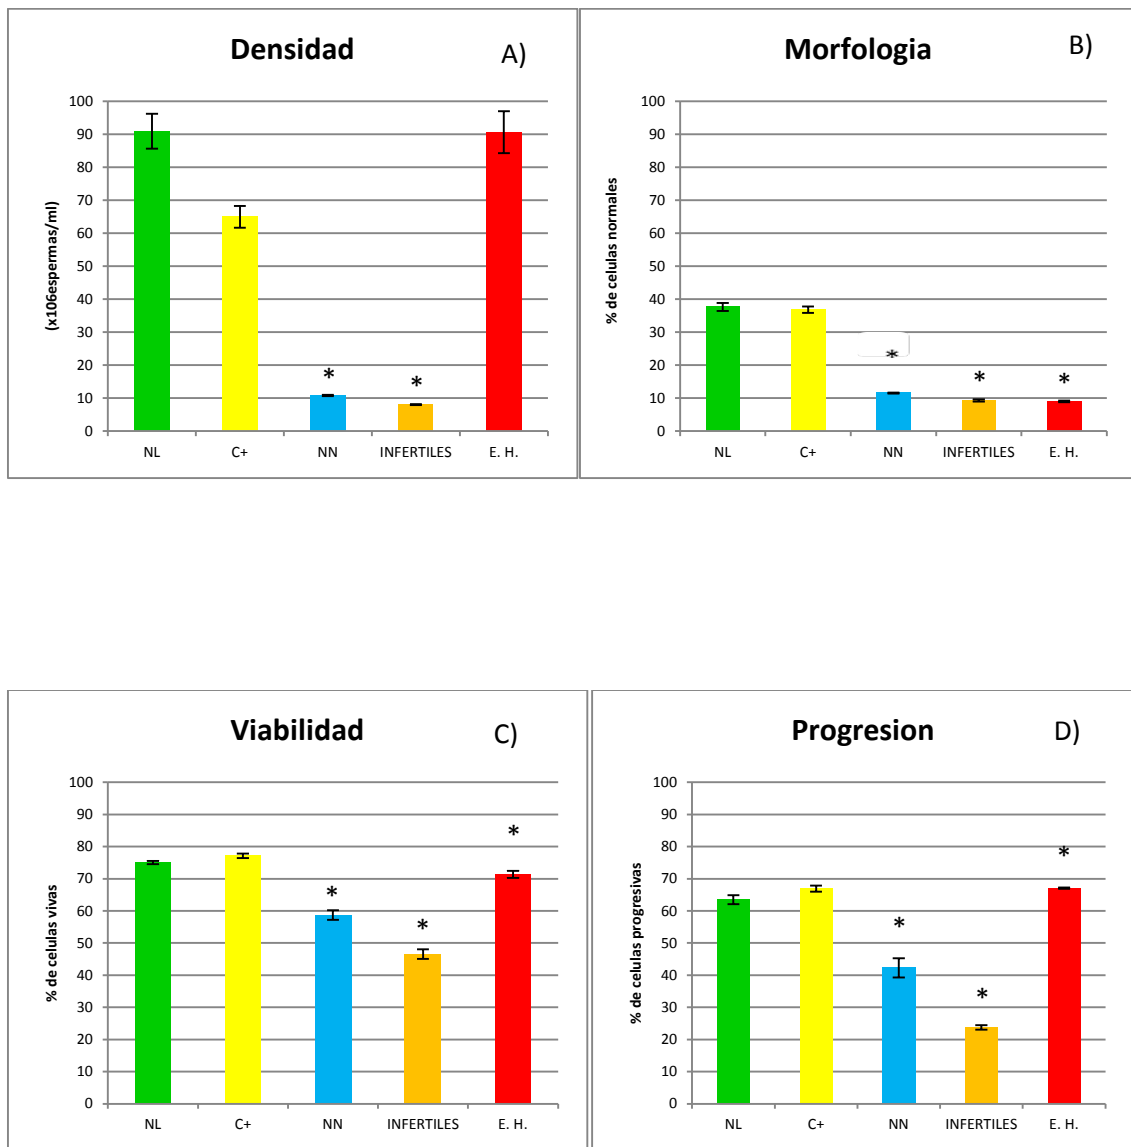 Densidad
A)
(x106espermas/ml)
100
90
80
70
60
50
40
30
20
10
0
* *
NL C+ NN INFERTILES E. H.
Morfologia
B)
% de celulas normales
100
90
80
70
60
50
40
30
20
10
0
* * *
NL C+ NN INFERTILES E. H.
Viabilidad
C)
% de celulas vivas
100
90
80
70
60
50
40
30
20
10
0
* * *
NL C+ NN INFERTILES E. H.
Progresion
D)
% de celulas progresivas
100
90
80
70
60
50
40
30
20
10
0
* * *
NL C+ NN INFERTILES E. H.